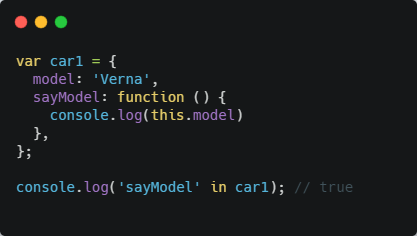 var car1 = {
  model: 'Verna',
  sayModel: function () {
    console.log(this.model)
  },
};

console.log('sayModel' in car1); // true